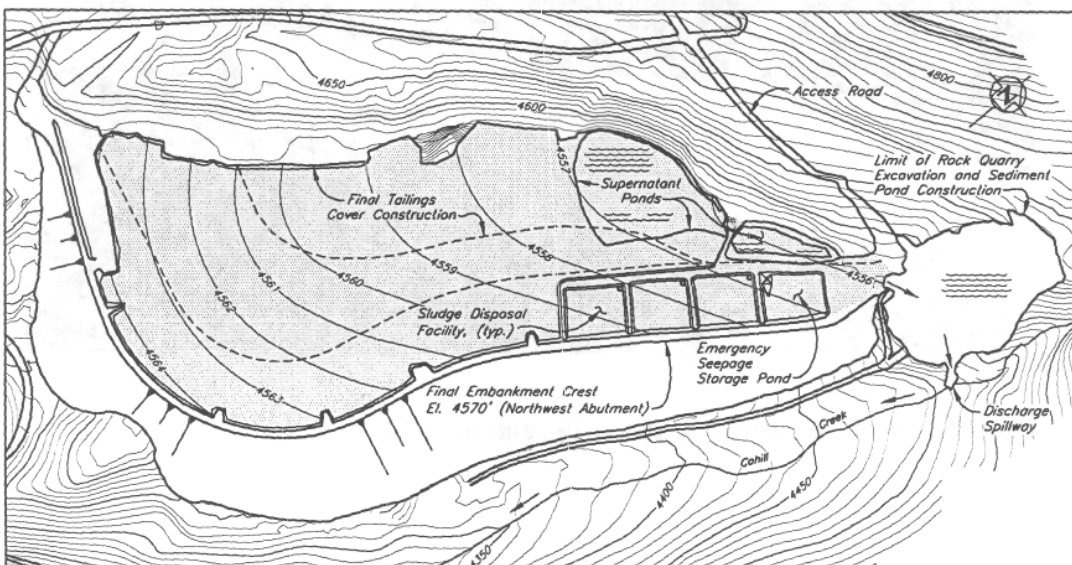 4650
4600
4800
Access Road
Limit of Rock Quarry
Excavation and Sediment
Pond Construction
4557
Supernatant
Ponds
Final Tailings
Cover Construction
4558
4559
4560
4561
4562
4556
Sludge Disposal
Facility, (typ.)
4564
4563
Emergency
Seepage
Storage Pond
Final Embankment Crest
El. 4570' (Northwest Abutment)
Discharge
Spillway
Creek
Cahill
4400
4450
4350